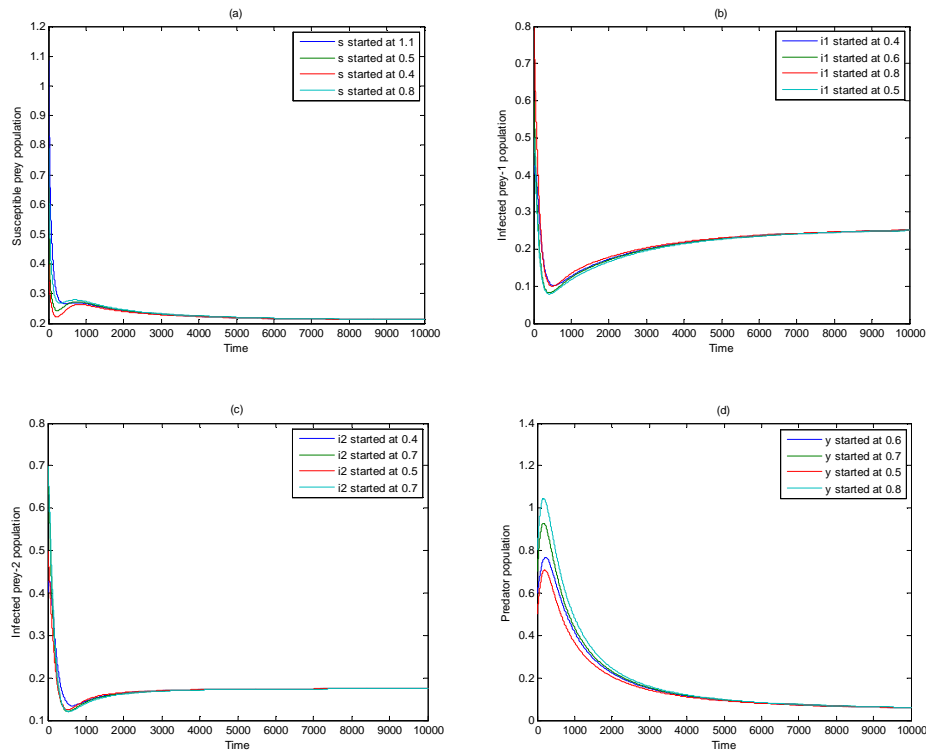 (a)
1.2
1.1
1
0.9
0.8
0.7
0.6
0.5
0.4
0.3
0.2
Susceptible prey population
s started at 1.1
s started at 0.5
s started at 0.4
s started at 0.8
0 1000 2000 3000 4000 5000 6000 7000 8000 9000 10000
Time
(b)
0.8
0.7
0.6
0.5
0.4
0.3
0.2
0.1
0
Infected prey-1 population
i1 started at 0.4
i1 started at 0.6
i1 started at 0.8
i1 started at 0.5
0 1000 2000 3000 4000 5000 6000 7000 8000 9000 10000
Time
(c)
0.8
0.7
0.6
0.5
0.4
0.3
0.2
0.1
Infected prey-2 population
i2 started at 0.4
i2 started at 0.7
i2 started at 0.5
i2 started at 0.7
0 1000 2000 3000 4000 5000 6000 7000 8000 9000 10000
Time
(d)
1.4
1.2
1
0.8
0.6
0.4
0.2
0
Predator population
y started at 0.6
y started at 0.7
y started at 0.5
y started at 0.8
0 1000 2000 3000 4000 5000 6000 7000 8000 9000 10000
Time